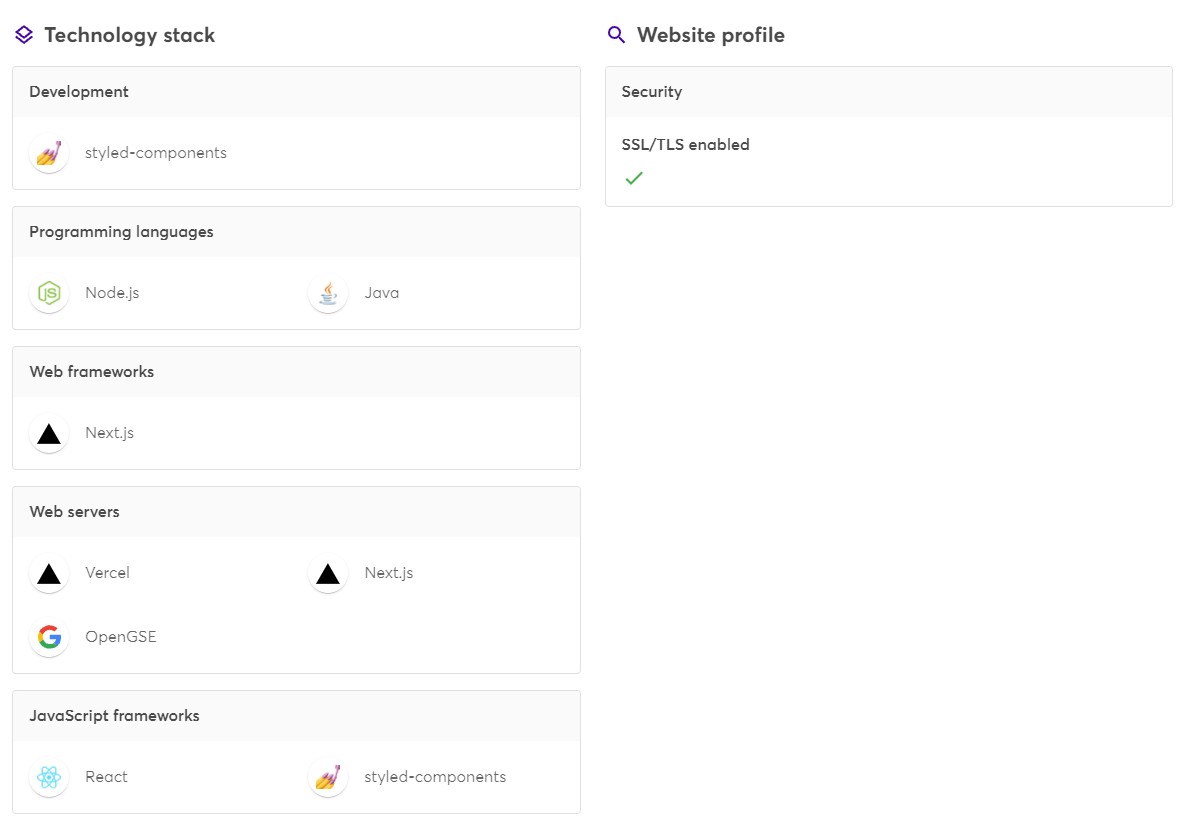 Technology stack
Development
styled-components
Programming languages
Node.js
Java
Web frameworks
Next.js
Web servers
Vercel
Next.js
OpenGSE
JavaScript frameworks
React
styled-components
Website profile
Security
SSL/TLS enabled